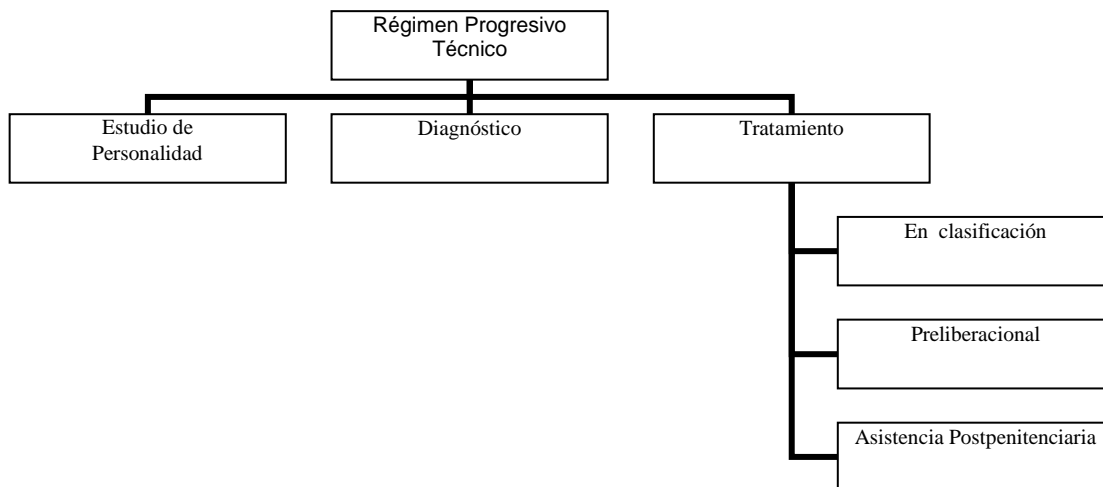 Régimen Progresivo
Técnico
Estudio de
Personalidad
Diagnóstico
Tratamiento
En clasificación
Preliberacional
Asistencia Postpenitenciaria